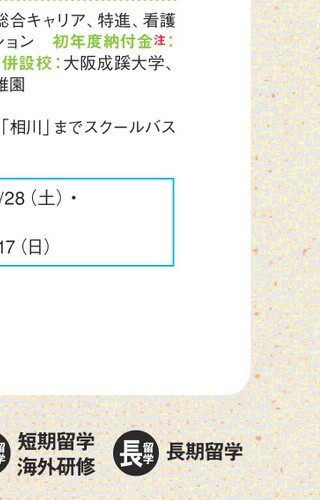 総合キャリア、特進、看護
ション　初年度納付金注：
併設校：大阪成蹊大学、
稚園
「相川」までスクールバス
/28（土）・
17（日）
学 短期留学
海外研修
長留学 長期留学